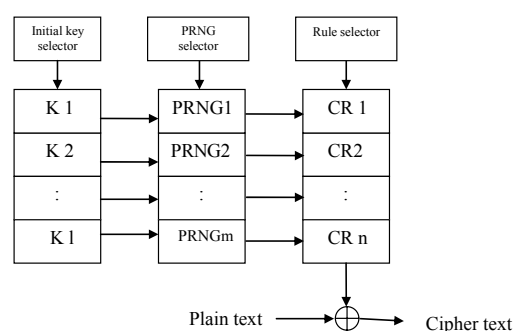 Initial key
selector
PRNG
selector
Rule selector
K 1
PRNG1
CR 1
K 2
PRNG2
CR2
:
:
:
K l
PRNGm
CR n
Plain text
Cipher text